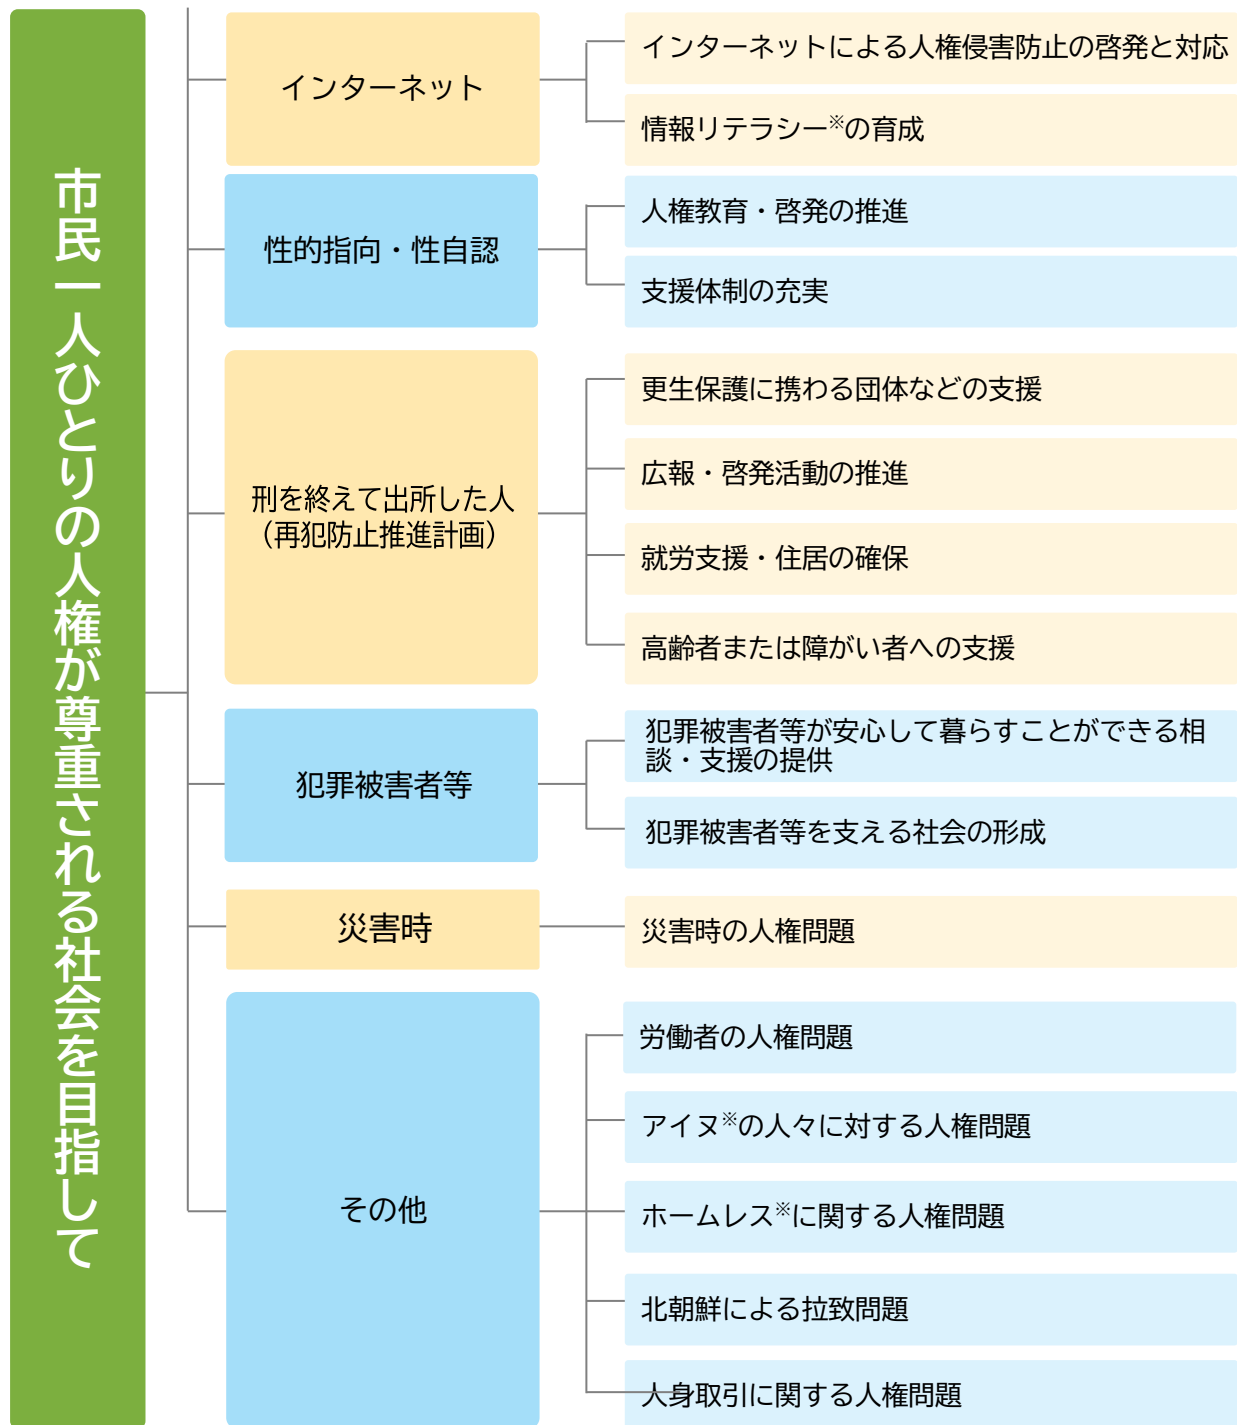 市民一人ひとりの人権が尊重される社会を目指して
インターネット
インターネットによる人権侵害防止の啓発と対応
情報リテラシー※の育成
性的指向・性自認
人権教育・啓発の推進
支援体制の充実
刑を終えて出所した人
（再犯防止推進計画）
更生保護に携わる団体などの支援
広報・啓発活動の推進
就労支援・住居の確保
高齢者または障がい者への支援
犯罪被害者等
犯罪被害者等が安心して暮らすことができる相
談・支援の提供
犯罪被害者等を支える社会の形成
災害時
災害時の人権問題
その他
労働者の人権問題
アイヌ※の人々に対する人権問題
ホームレス※に関する人権問題
北朝鮮による拉致問題
人身取引に関する人権問題